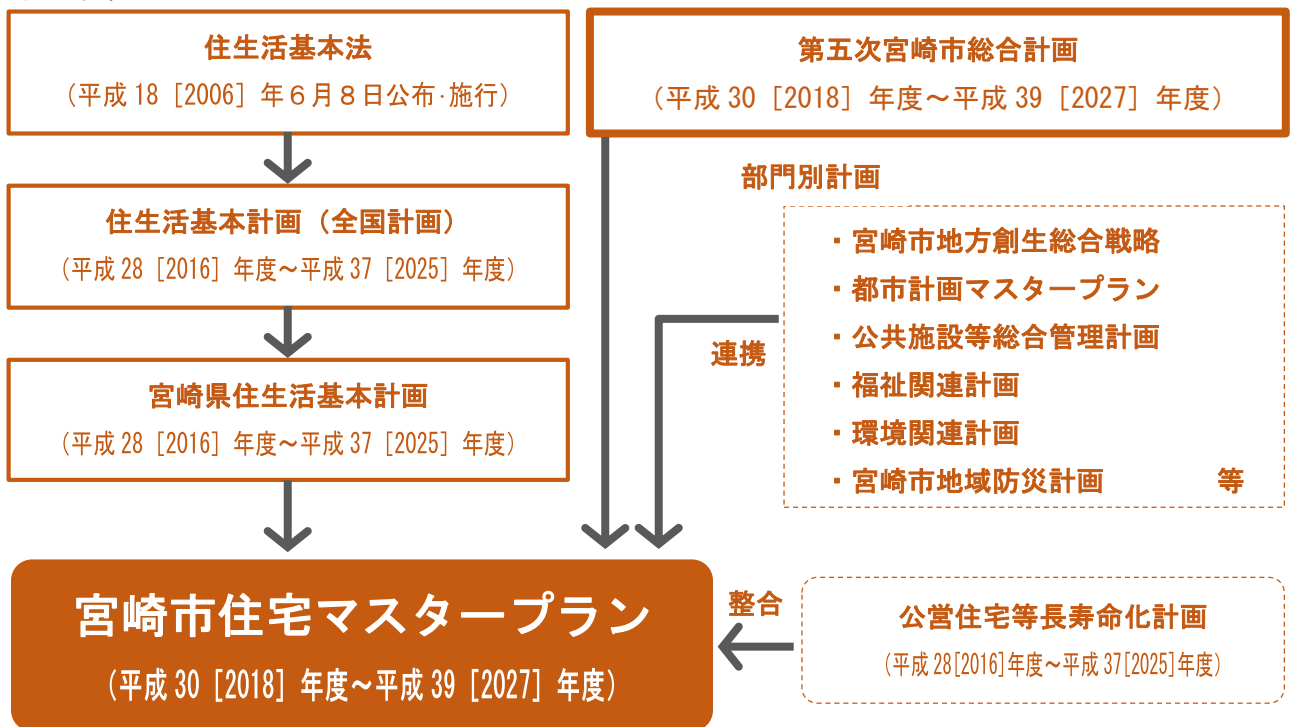 住生活基本法
（平成 18［2006］年６月８日公布･施行）
住生活基本計画（全国計画）
（平成 28［2016］年度～平成 37［2025］年度）
宮崎県住生活基本計画
（平成 28［2016］年度～平成 37［2025］年度）
第五次宮崎市総合計画
（平成 30［2018］年度～平成 39［2027］年度）
部門別計画
・宮崎市地方創生総合戦略
・都市計画マスタープラン
・公共施設等総合管理計画
・福祉関連計画
・環境関連計画
・宮崎市地域防災計画　　　　等
連携
宮崎市住宅マスタープラン
（平成 30［2018］年度～平成 39［2027］年度）
整合
公営住宅等長寿命化計画
（平成 28[2016]年度～平成 37[2025]年度）